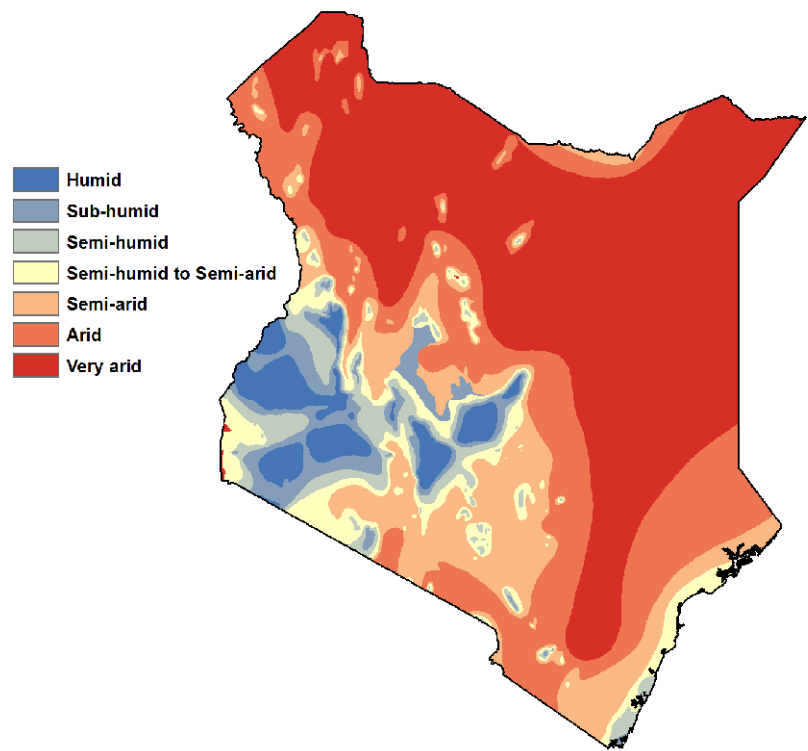 Humid
Sub-humid
Semi-humid
Semi-humid to Semi-arid
Semi-arid
Arid
Very arid